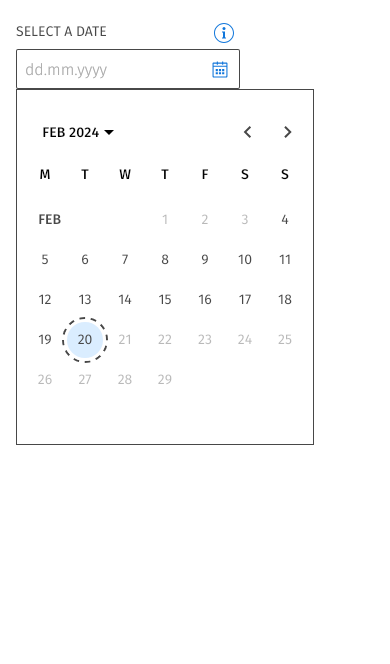 SELECT A DATE
dd.mm.yyyy
FEB 2024
M T W T F S S
FEB 1 2 3 4
5 6 7 8 9 10 11
12 13 14 15 16 17 18
19 20 21 22 23 24 25
26 27 28 29